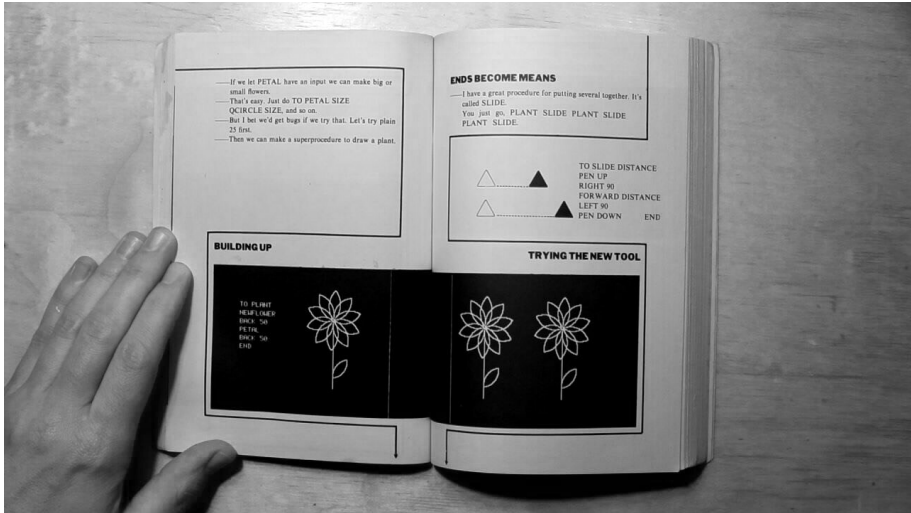 —If we let PETAL have an input we can make big or
small flowers.
—That's easy. Just do TO PETAL SIZE
QCIRCLE SIZE, and so on.
—But I bet we'd get bugs if we try that. Let's try plain
25 first.
—Then we can make a superprocedure to draw a plant.
BUILDING UP
TO PLANT
NEWFLOWER
BACK 50
PETAL
BACK 50
END
ENDS BECOME MEANS
—I have a great procedure for putting several together. It's
called SLIDE.
You just go, PLANT SLIDE PLANT SLIDE
PLANT SLIDE.
TO SLIDE DISTANCE
PEN UP
RIGHT 90
FORWARD DISTANCE
LEFT 90
PEN DOWN END
TRYING THE NEW TOOL